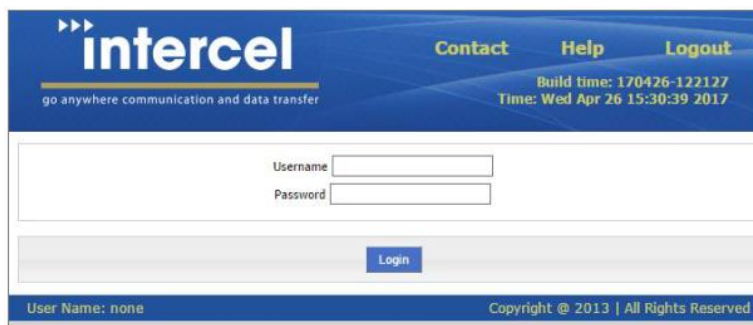 intercel
go anywhere communication and data transfer
Contact Help Logout
Build time: 170426-122127
Time: Wed Apr 26 15:30:39 2017
Username
Password
Login
User Name: none
Copyright @ 2013 | All Rights Reserved